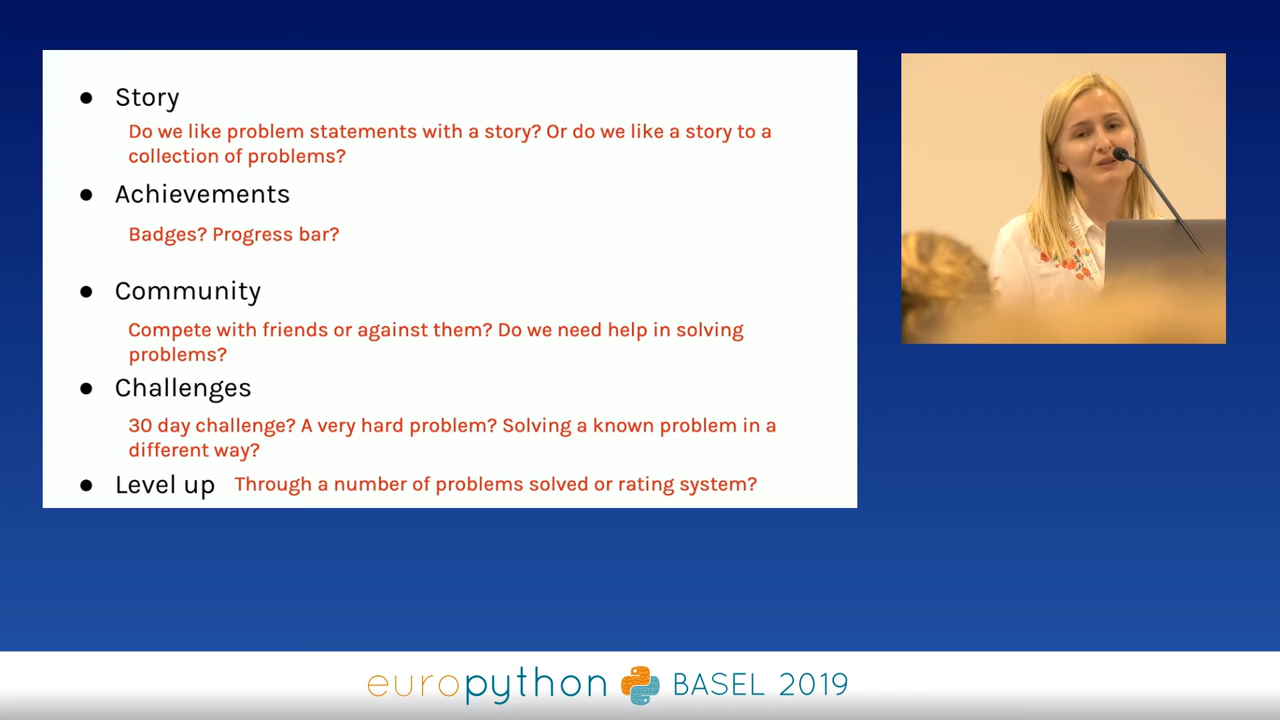 ● Story
Do we like problem statements with a story? Or do we like a story to a
collection of problems?
● Achievements
Badges? Progress bar?
● Community
Compete with friends or against them? Do we need help in solving
problems?
● Challenges
30 day challenge? A very hard problem? Solving a known problem in a
different way?
● Level up Through a number of problems solved or rating system?
europython BASEL 2019